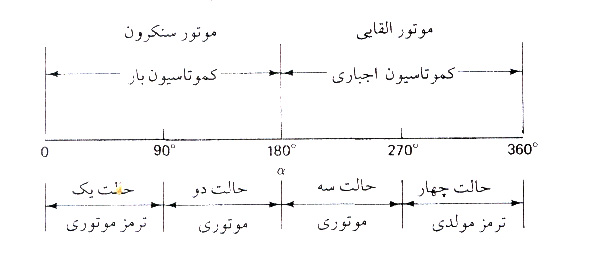 موتور القایی موتور سنکرون
کموتاسیون اجباری کموتاسیون بار
0 90° 180° 270° 360°
α
حالت چهار حالت سه حالت دو حالت یک
ترمز مولدی موتوری موتوری ترمز موتوری